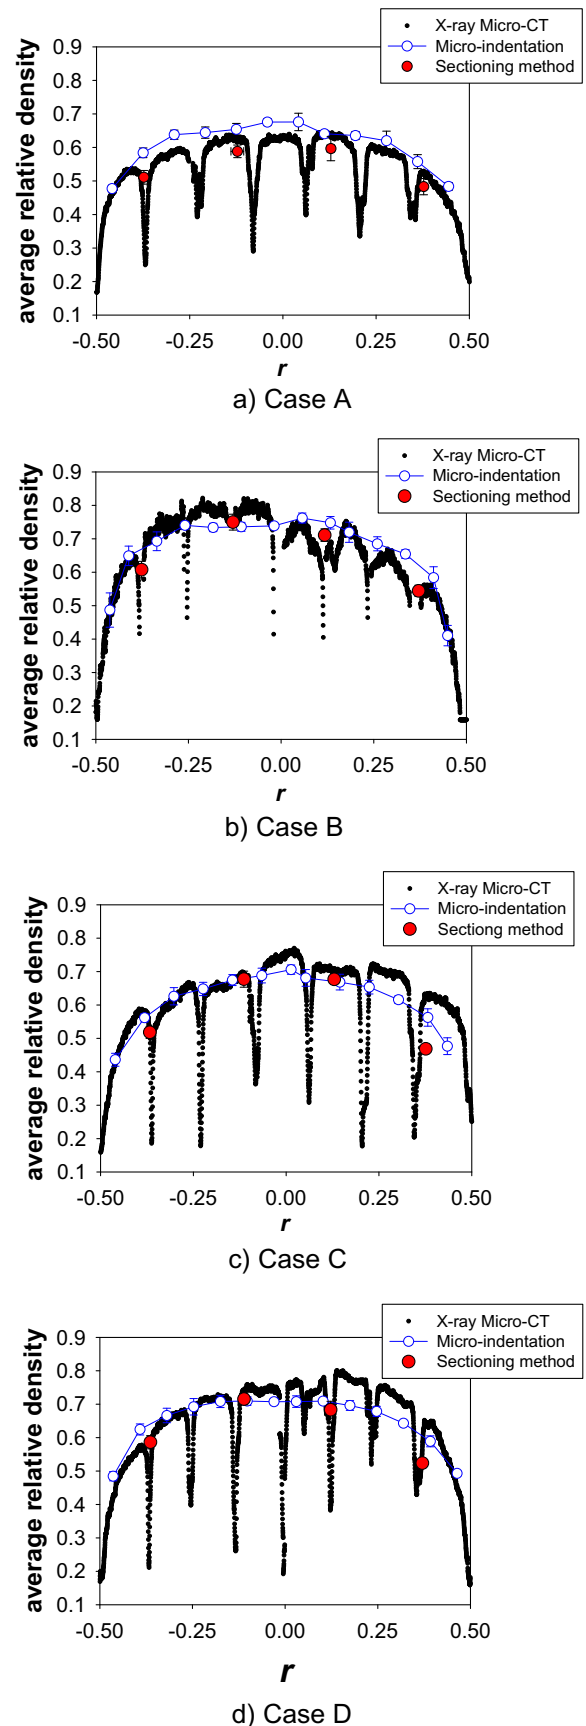 X-ray Micro-CT
Micro-indentation
Sectioning method
average relative density
0.9
0.8
0.7
0.6
0.5
0.4
0.3
0.2
0.1
-0.50 -0.25 0.00 0.25 0.50
r
a) Case A
X-ray Micro-CT
Micro-indentation
Sectioning method
average relative density
0.9
0.8
0.7
0.6
0.5
0.4
0.3
0.2
0.1
-0.50 -0.25 0.00 0.25 0.50
r
b) Case B
X-ray Micro-CT
Micro-indentation
Sectiong method
average relative density
0.9
0.8
0.7
0.6
0.5
0.4
0.3
0.2
0.1
-0.50 -0.25 0.00 0.25 0.50
r
c) Case C
X-ray Micro-CT
Micro-indentation
Sectioning method
average relative density
0.9
0.8
0.7
0.6
0.5
0.4
0.3
0.2
0.1
-0.50 -0.25 0.00 0.25 0.50
r
d) Case D